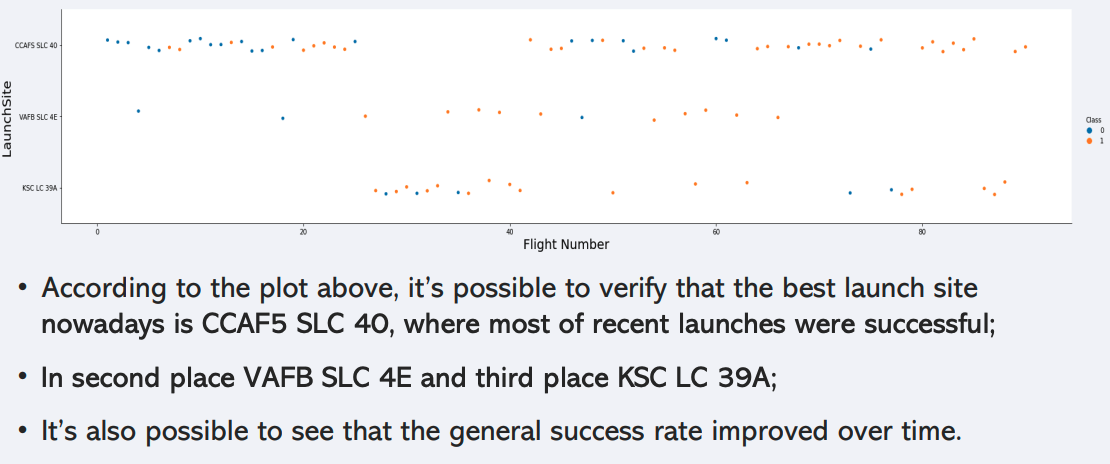 CCAFS SLC 40
VAFB SLC 4E
KSC LC 39A
LaunchSite
0 20 40 60 80
Flight Number
Class
0
1
• According to the plot above, it’s possible to verify that the best launch site
nowadays is CCAF5 SLC 40, where most of recent launches were successful;
• In second place VAFB SLC 4E and third place KSC LC 39A;
• It’s also possible to see that the general success rate improved over time.